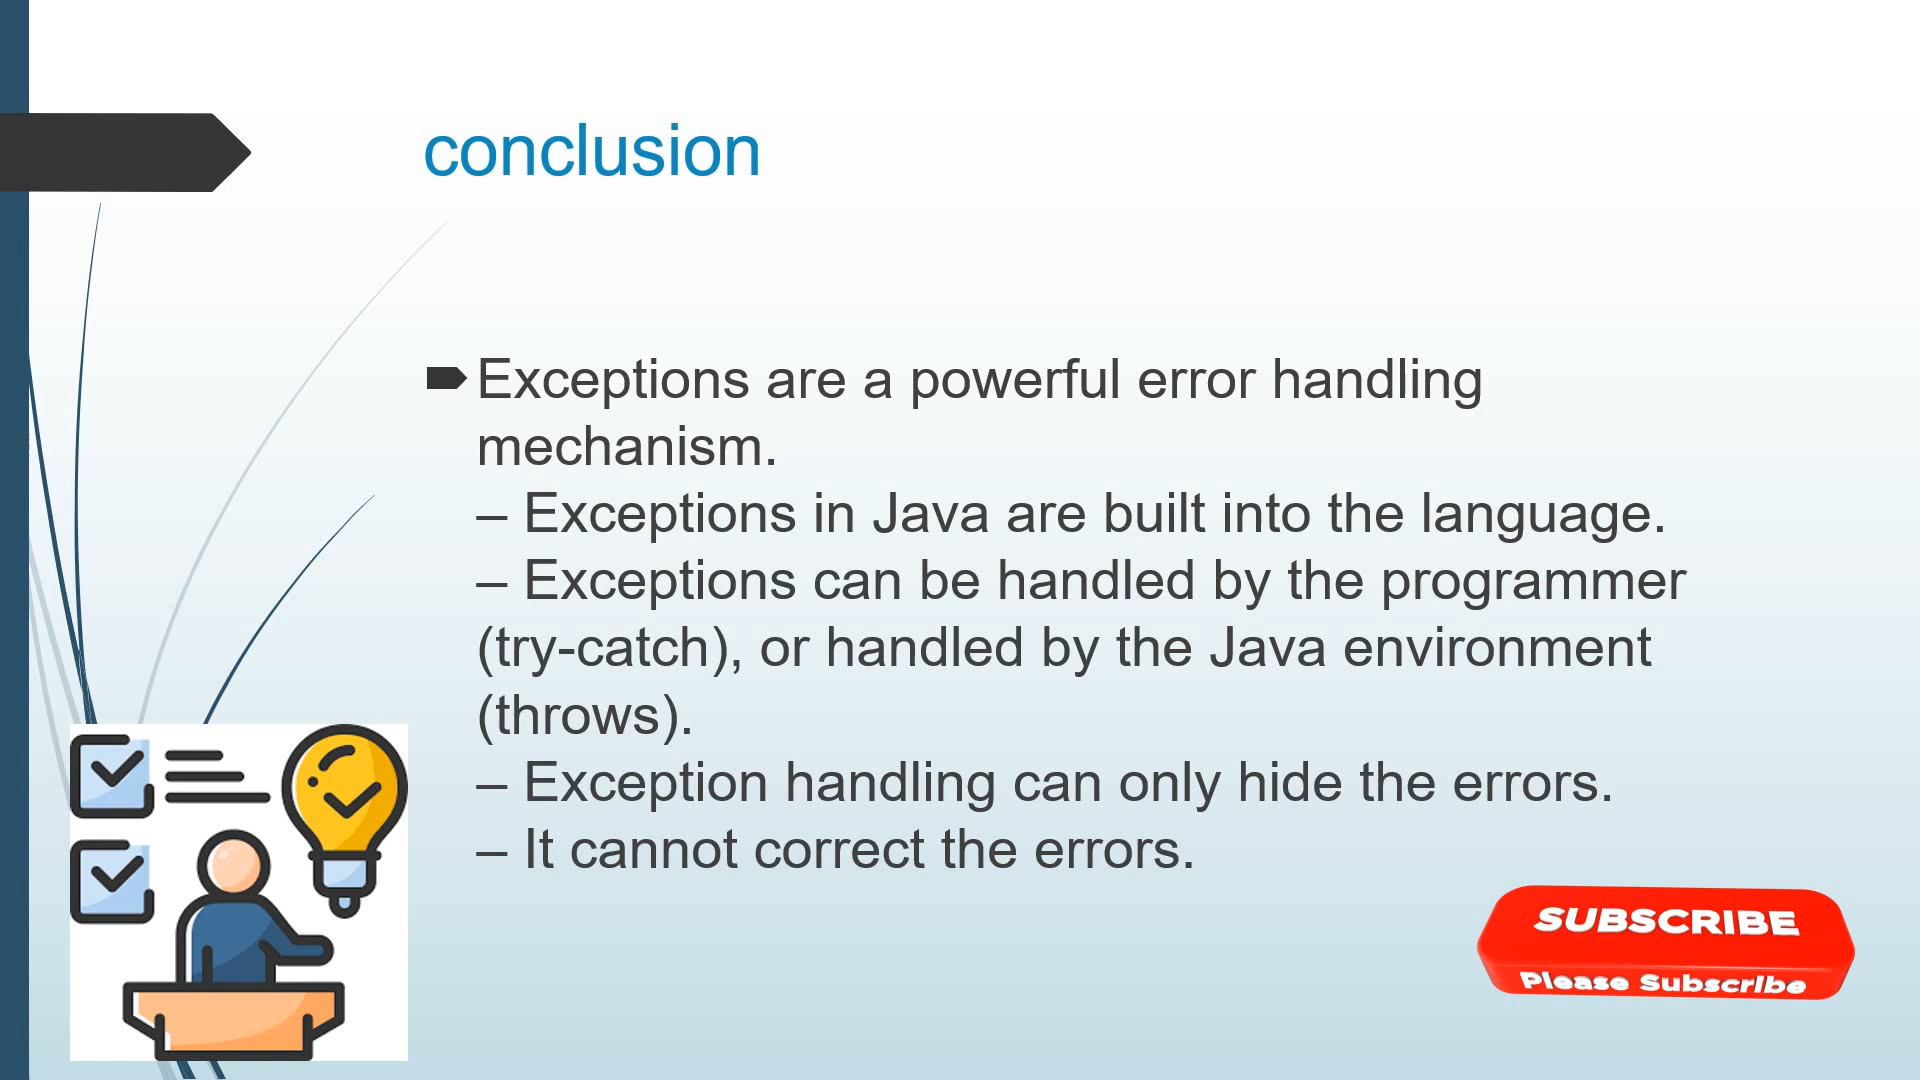 conclusion
Exceptions are a powerful error handling
mechanism.
– Exceptions in Java are built into the language.
– Exceptions can be handled by the programmer
(try-catch), or handled by the Java environment
(throws).
– Exception handling can only hide the errors.
– It cannot correct the errors.
SUBSCRIBE
Please Subscribe